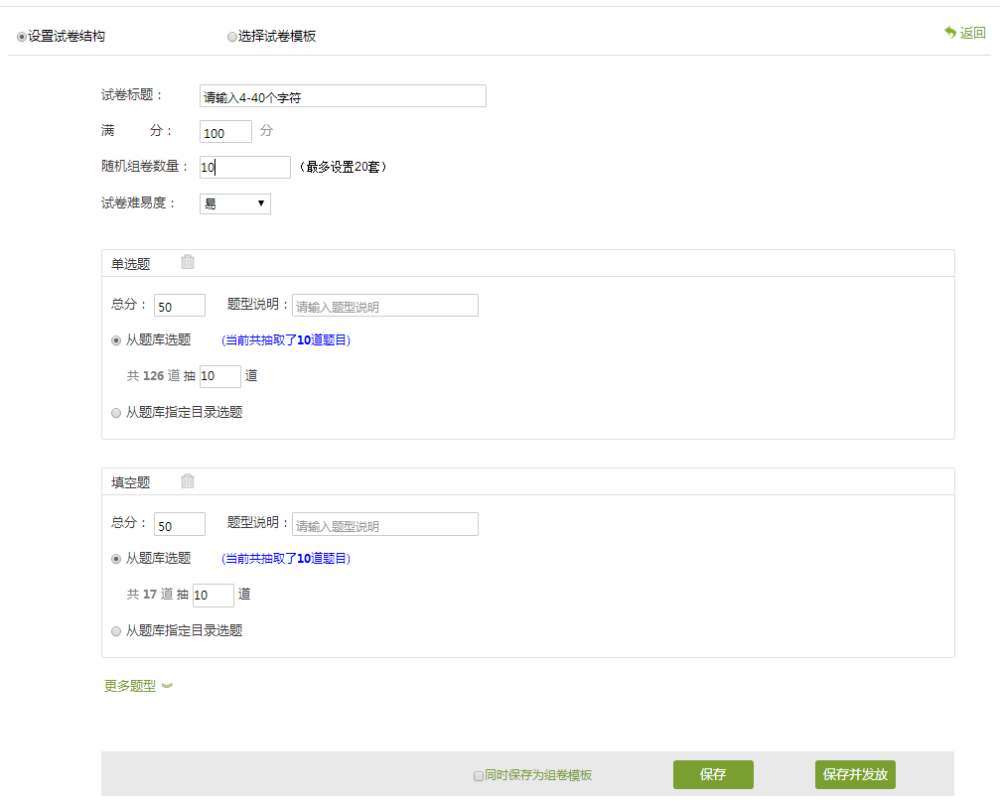 设置试卷结构 选择试卷模板 返回
试卷标题： 请输入4-40个字符
满 分： 100 分
随机组卷数量： 10 （最多设置20套）
试卷难易度： 易
单选题
总分： 50 题型说明： 请输入题型说明
从题库选题 (当前共抽取了10道题目)
共 126 道 抽 10 道
从题库指定目录选题
填空题
总分： 50 题型说明： 请输入题型说明
从题库选题 (当前共抽取了10道题目)
共 17 道 抽 10 道
从题库指定目录选题
更多题型
同时保存为组卷模板 保存 保存并发放